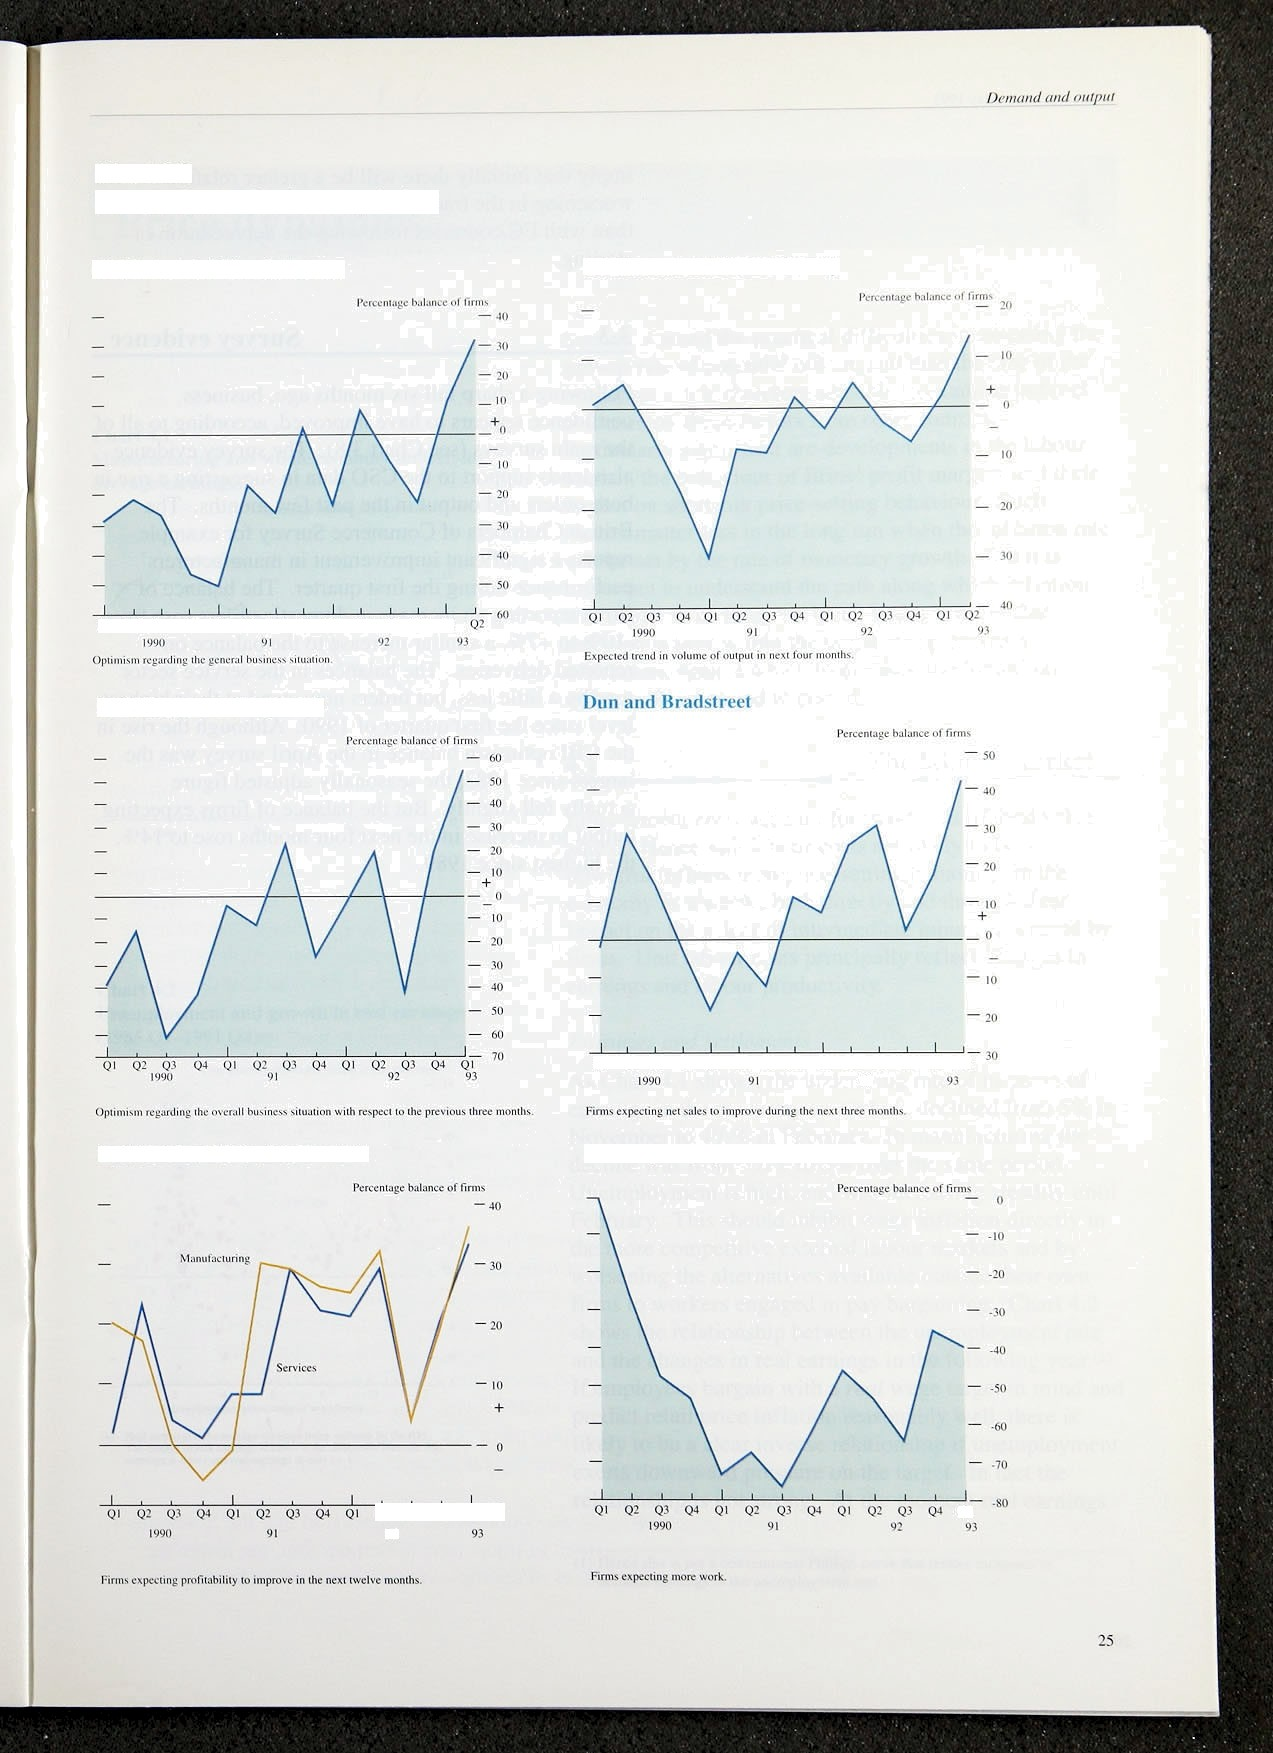 Demand and output
Percentage balance of firms
40
30
20
10
+
0
−
10
20
30
40
50
60
Q2
1990 91 92 93
Optimism regarding the general business situation.
Percentage balance of firms
20
10
+
0
−
10
20
30
40
Q1 Q2 Q3 Q4 Q1 Q2 Q3 Q4 Q1 Q2 Q3 Q4 Q1 Q2
1990 91 92 93
Expected trend in volume of output in next four months.
Percentage balance of firms
60
50
40
30
20
10
+
0
−
10
20
30
40
50
60
70
Q1 Q2 Q3 Q4 Q1 Q2 Q3 Q4 Q1 Q2 Q3 Q4 Q1
1990 91 92 93
Optimism regarding the overall business situation with respect to the previous three months.
Dun and Bradstreet
Percentage balance of firms
50
40
30
20
10
+
0
−
10
20
30
1990 91 93
Firms expecting net sales to improve during the next three months.
Percentage balance of firms
40
30
20
10
+
0
−
Manufacturing
Services
Q1 Q2 Q3 Q4 Q1 Q2 Q3 Q4 Q1
1990 91 93
Firms expecting profitability to improve in the next twelve months.
Percentage balance of firms
0
-10
-20
-30
-40
-50
-60
-70
-80
Q1 Q2 Q3 Q4 Q1 Q2 Q3 Q4 Q1 Q2 Q3 Q4
1990 91 92 93
Firms expecting more work.
25